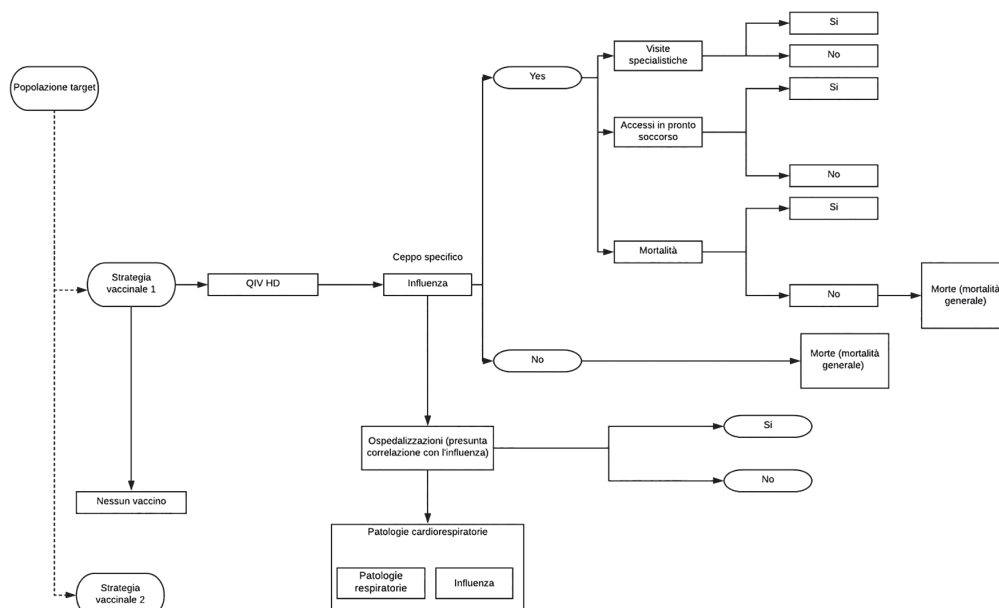 Popolazione target
Strategia
vaccinale 1
QIV HD
Ceppo specifico
Influenza
Yes
Visite
specialistiche
Si
No
Accessi in pronto
soccorso
Si
No
Mortalità
Si
No
Morte (mortalità
generale)
No
Morte (mortalità
generale)
Ospedalizzazioni (presunta
correlazione con l'influenza)
Si
No
Nessun vaccino
Patologie cardiorespiratorie
Patologie
respiratorie
Influenza
Strategia
vaccinale 2